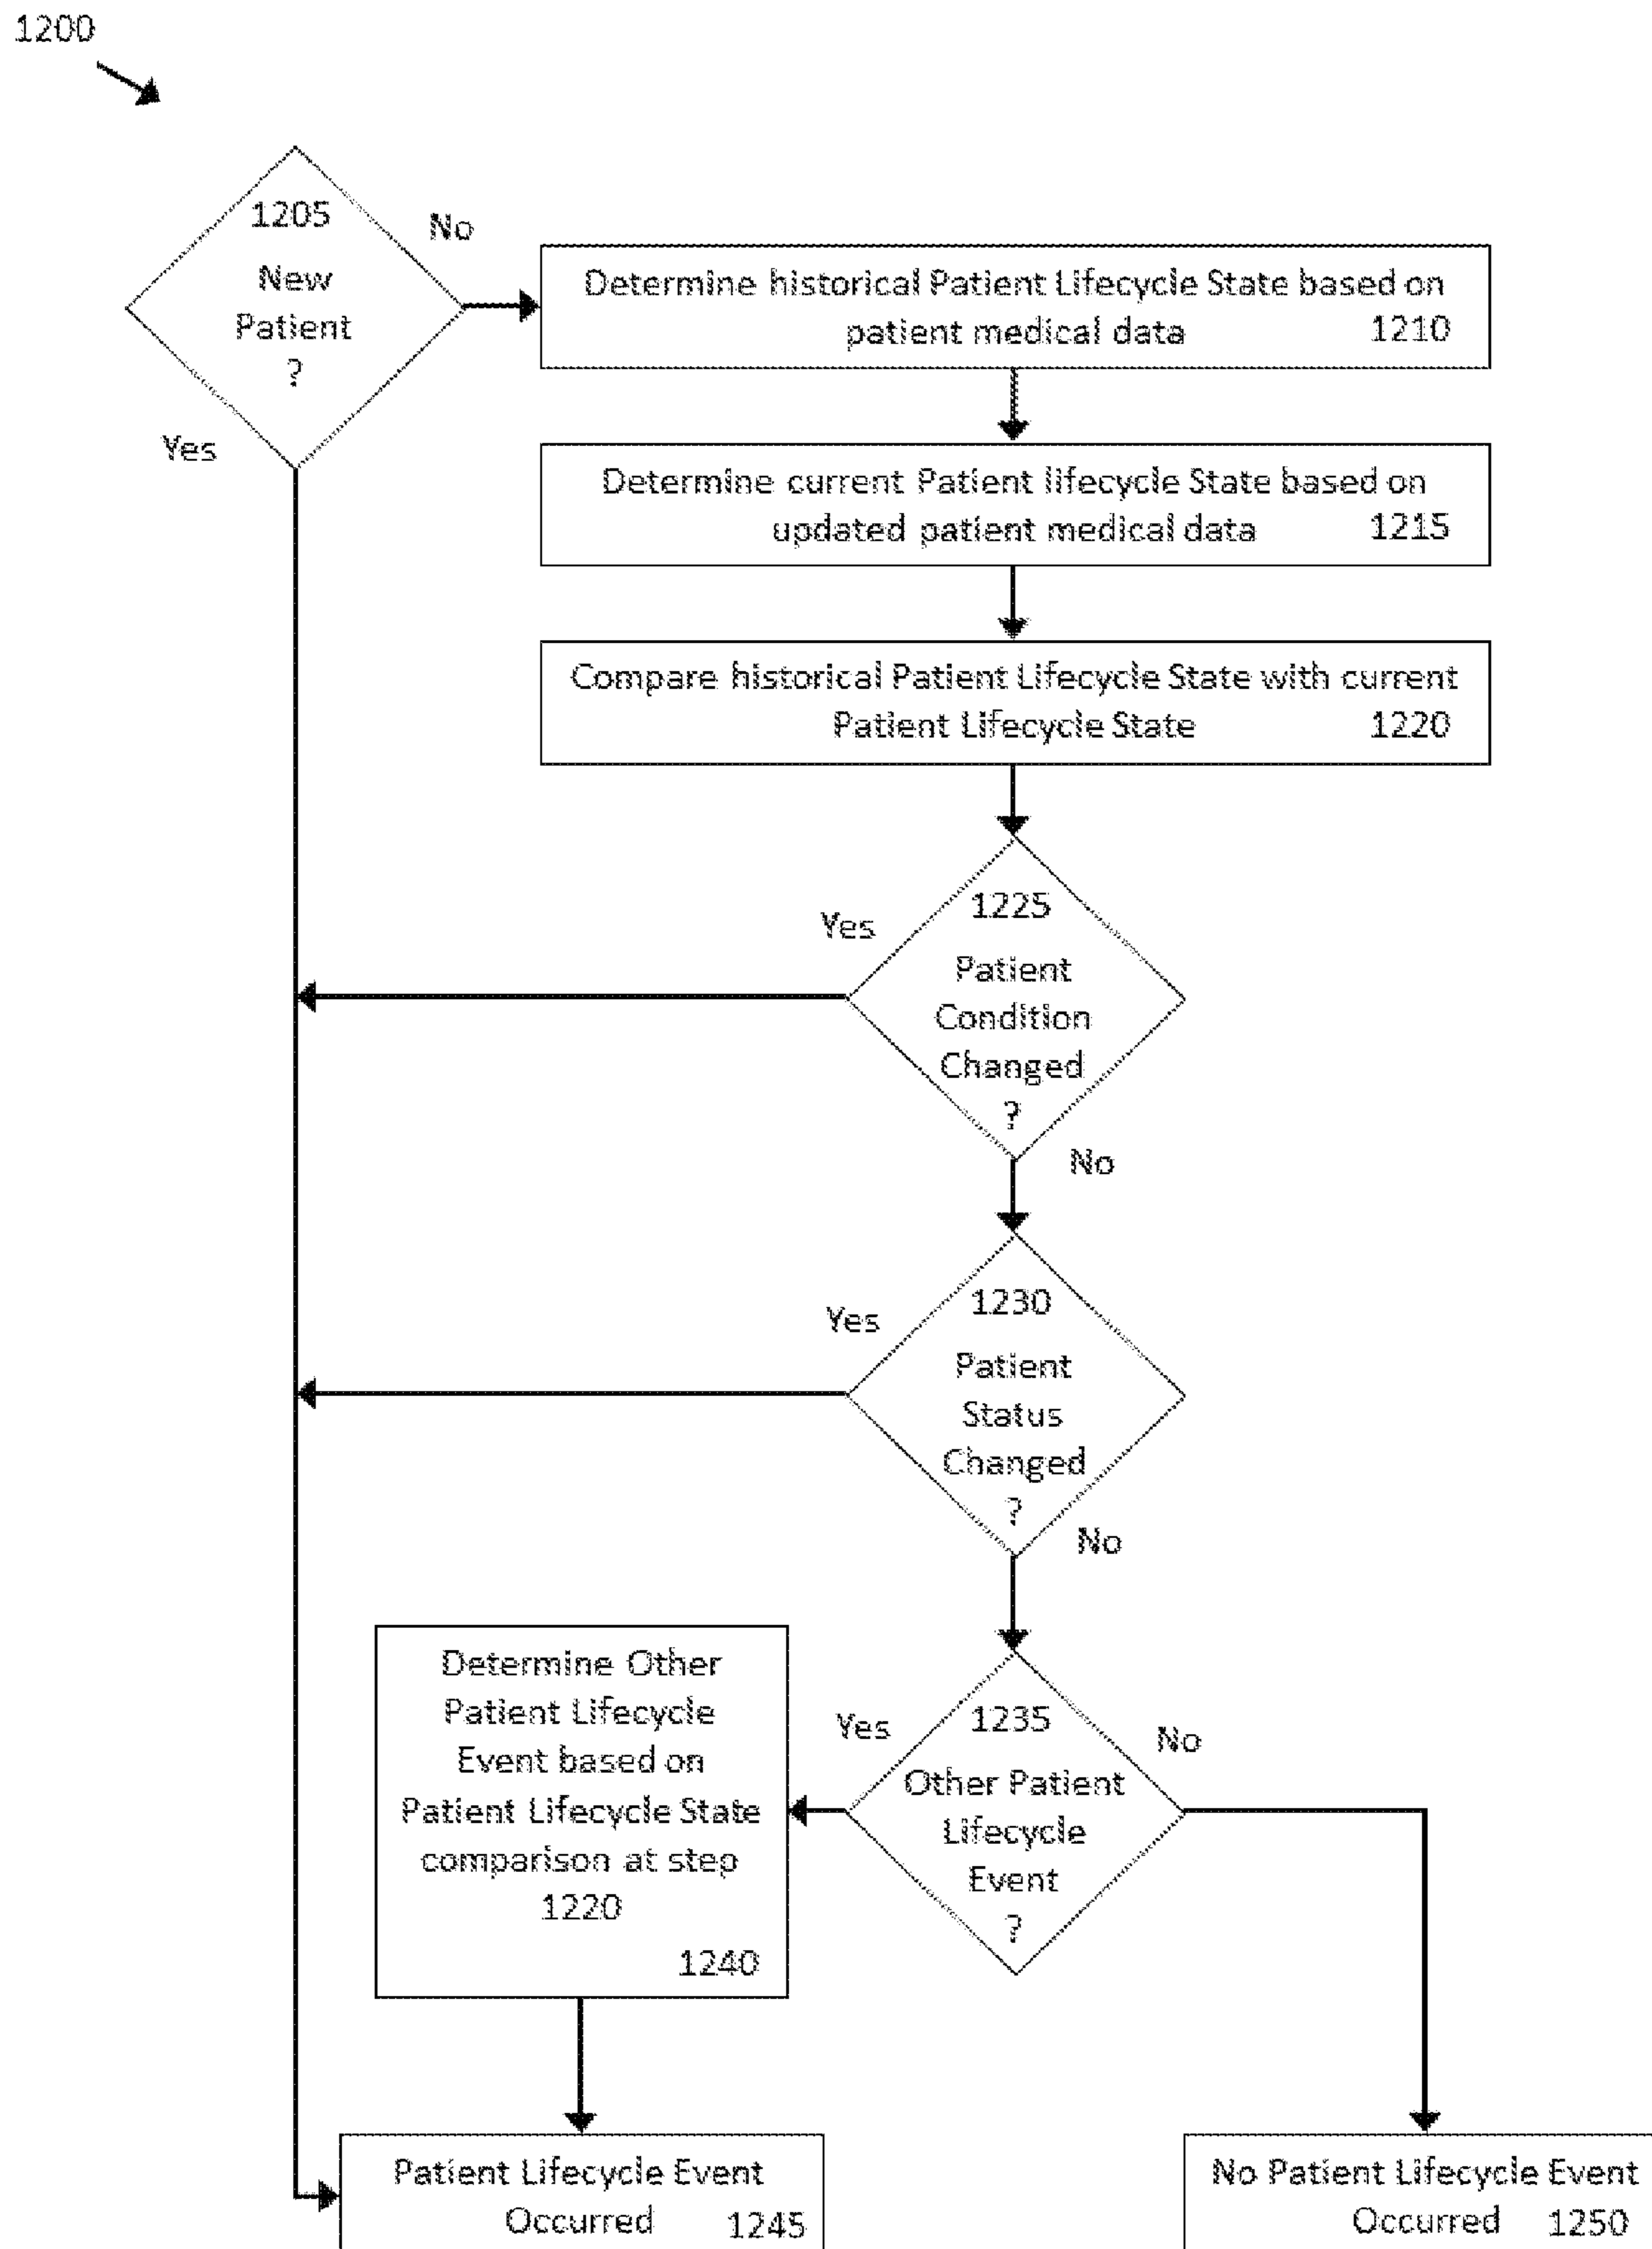 1200
1205
New
Patient
?
No
Yes
Determine historical Patient Lifecycle State based on
patient medical data 1210
Determine current Patient lifecycle State based on
updated patient medical data 1215
Compare historical Patient Lifecycle State with current
Patient Lifecycle State 1220
1225
Patient
Condition
Changed
?
Yes
No
1230
Patient
Status
Changed
?
Yes
No
1235
Other Patient
Lifecycle
Event
?
Yes
No
Determine Other
Patient Lifecycle
Event based on
Patient Lifecycle State
comparison at step
1220
1240
Patient Lifecycle Event
Occurred 1245
No Patient Lifecycle Event
Occurred 1250